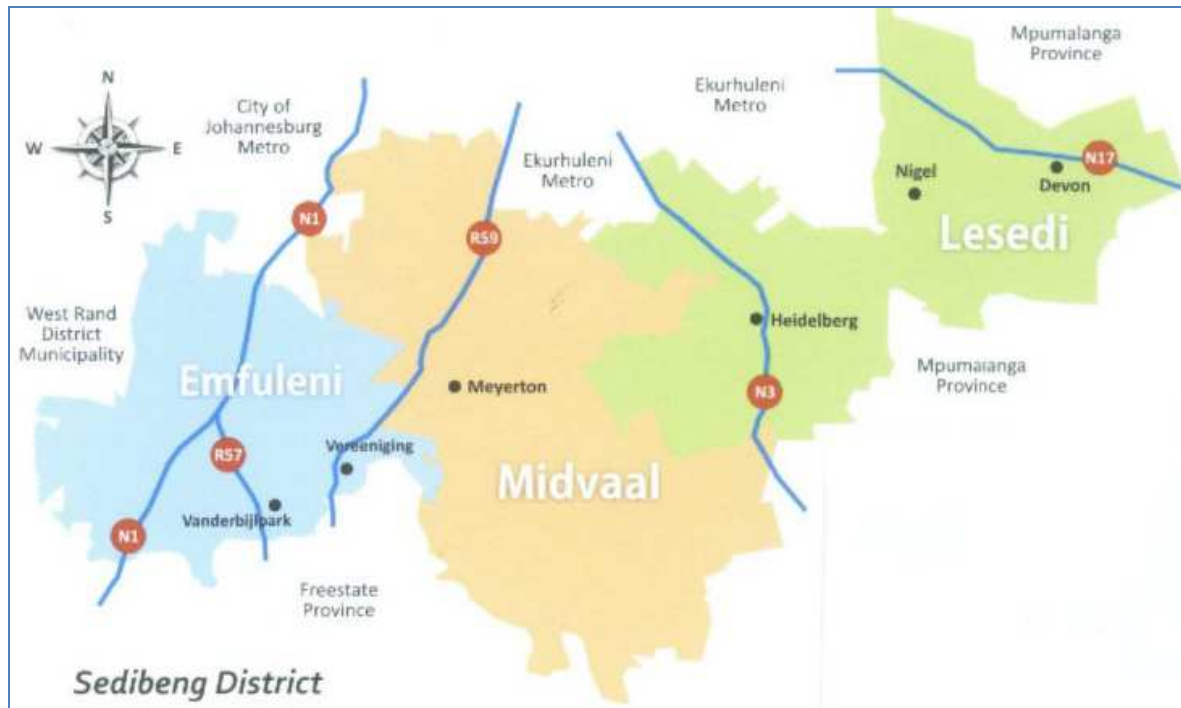 Mpumalanga
Province
Ekurhuleni
Metro
City of
Johannesburg
Metro
N
W
E
S
Ekurhuleni
Metro
N17
Nigel
Devon
N1
R59
Lesedi
West Rand
District
Municipality
Heidelberg
Emfuleni
Meyerton
N3
Mpumalanga
Province
Vereeniging
R57
Midvaal
Vanderbijlpark
N1
Freestate
Province
Sedibeng District